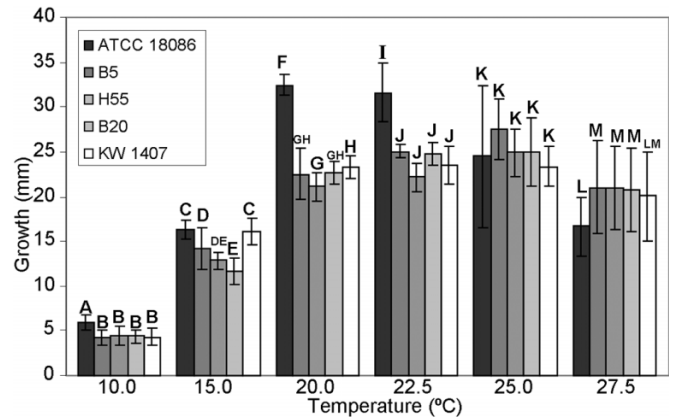 40
35
30
25
20
15
10
5
0
Growth (mm)
ATCC 18086
B5
H55
B20
KW 1407
A B B B B
C D DE E C
F GH G GH H
I J J J J
K K K K K
L M M M LM
10.0 15.0 20.0 22.5 25.0 27.5
Temperature (ºC)